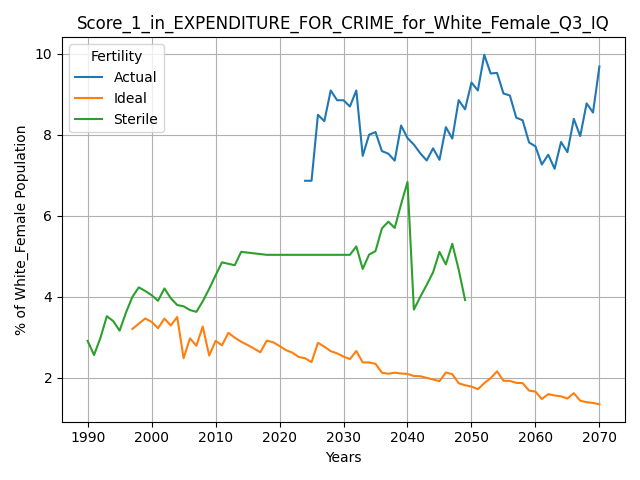 Score_1_in_EXPENDITURE_FOR_CRIME_for_White_Female_Q3_IQ
Fertility
Actual
Ideal
Sterile
% of White_Female Population
10
8
6
4
2
1990 2000 2010 2020 2030 2040 2050 2060 2070
Years